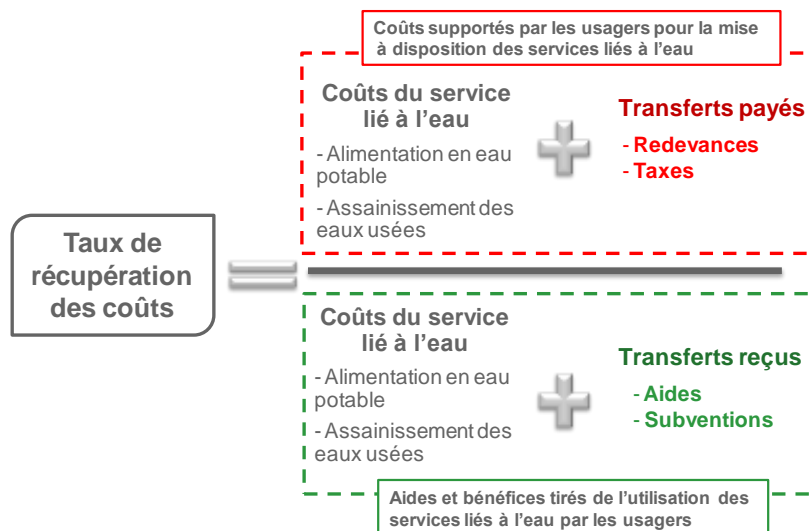 Coûts supportés par les usagers pour la mise
à disposition des services liés à l'eau
Coûts du service
lié à l'eau
- Alimentation en eau
potable
- Assainissement des
eaux usées
Transferts payés
- Redevances
- Taxes
Taux de
récupération
des coûts
Coûts du service
lié à l'eau
- Alimentation en eau
potable
- Assainissement des
eaux usées
Transferts reçus
- Aides
- Subventions
Aides et bénéfices tirés de l'utilisation des
services liés à l'eau par les usagers